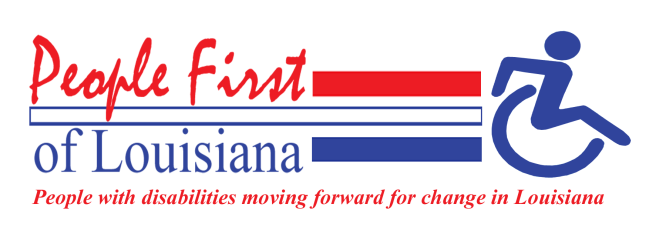 People First
of Louisiana
People with disabilities moving forward for change in Louisiana